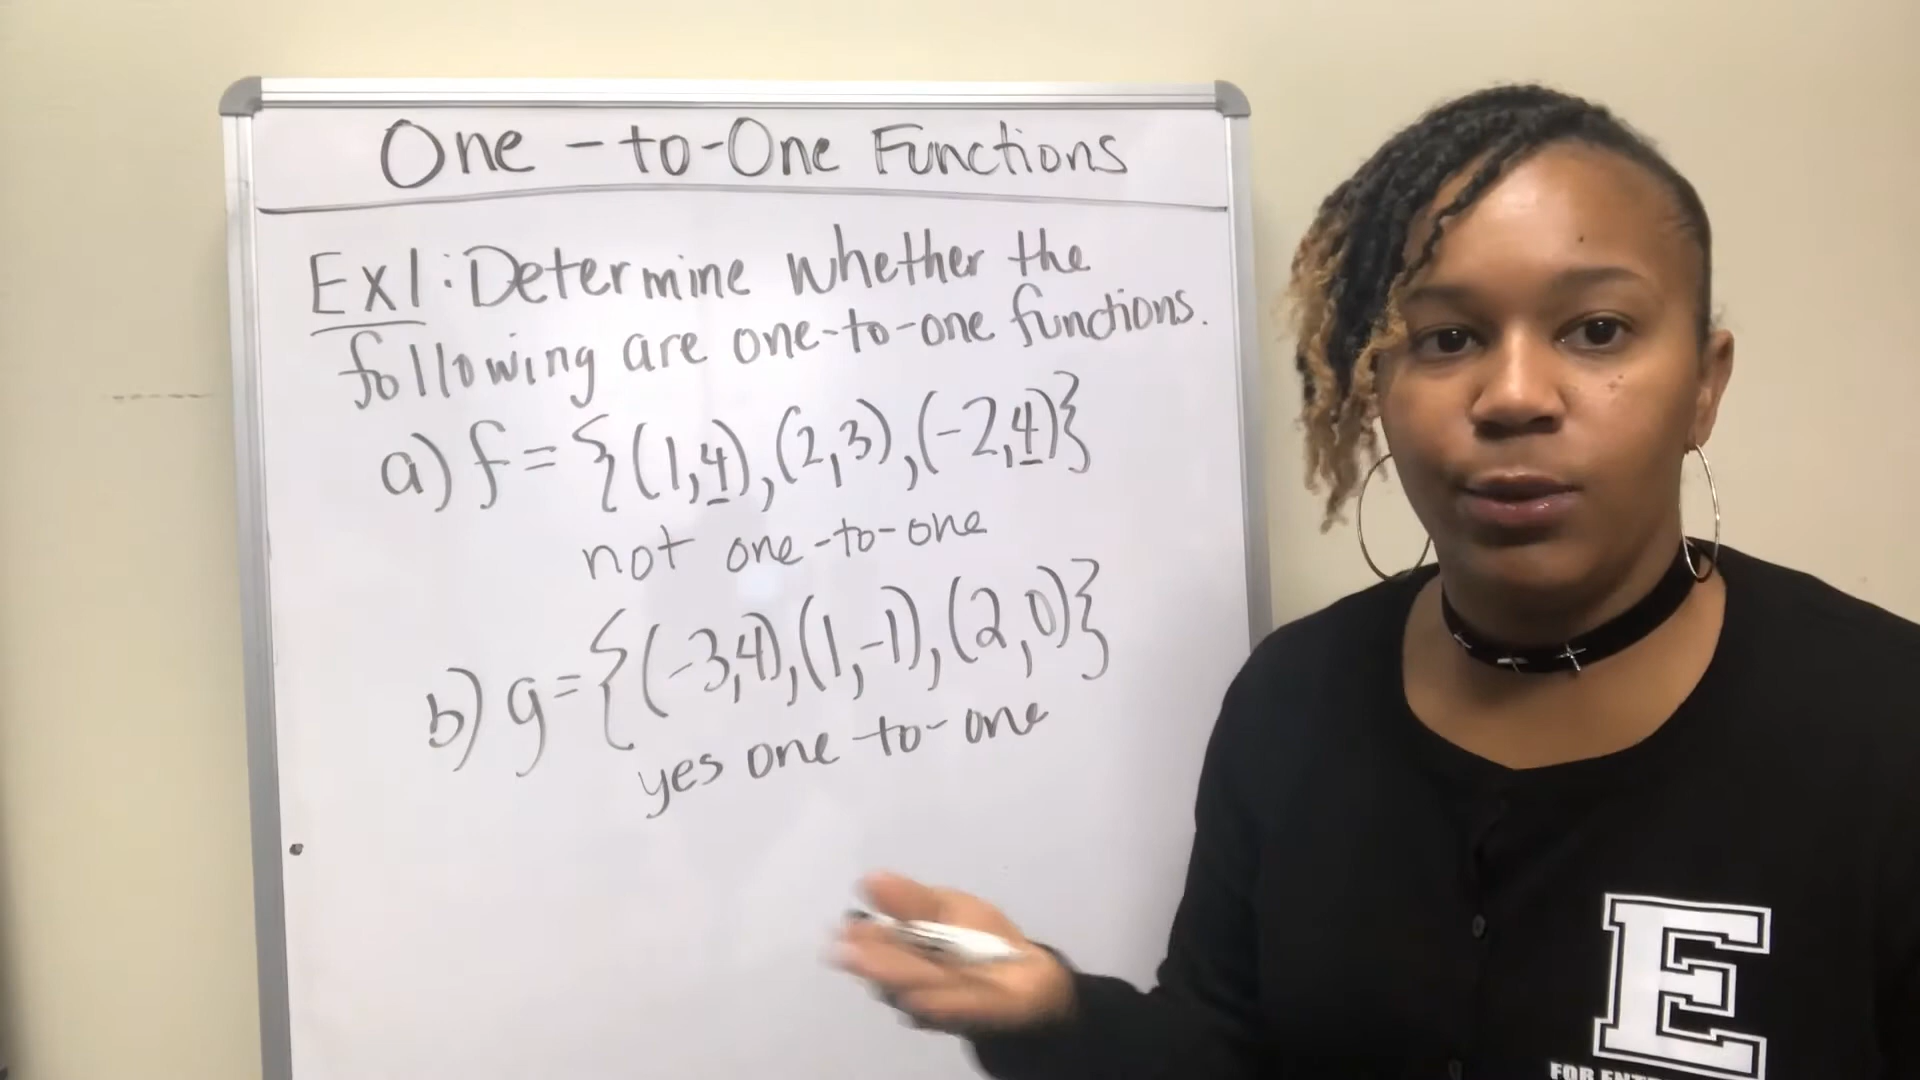 One-to-One Functions
Ex1: Determine whether the
following are one-to-one functions.
a) f = {(1,4), (2,3), (-2,4)}
not one-to-one
b) g = {(-3,4), (1,-1), (2,0)}
yes one-to-one
E
FOR